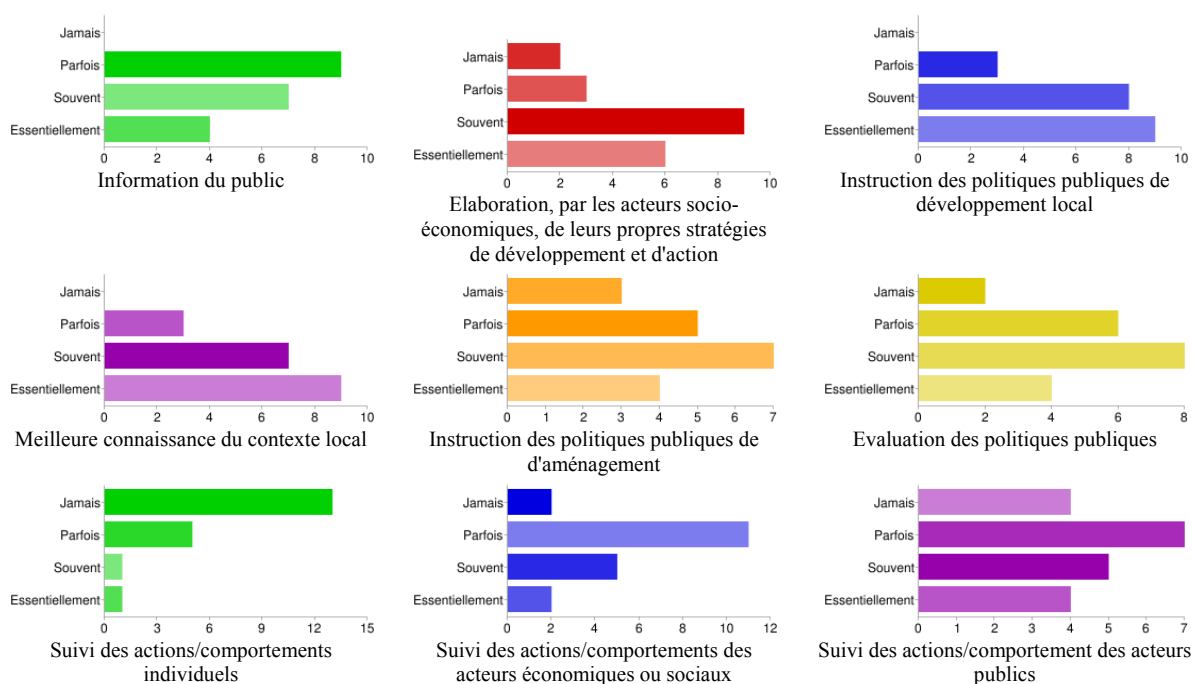 Jamais
Parfois
Souvent
Essentiellement
0 2 4 6 8 10
Information du public
Jamais
Parfois
Souvent
Essentiellement
0 2 4 6 8 10
Elaboration, par les acteurs socio-
économiques, de leurs propres stratégies
de développement et d'action
Jamais
Parfois
Souvent
Essentiellement
0 2 4 6 8 10
Instruction des politiques publiques de
développement local
Jamais
Parfois
Souvent
Essentiellement
0 2 4 6 8 10
Meilleure connaissance du contexte local
Jamais
Parfois
Souvent
Essentiellement
0 1 2 3 4 5 6 7
Instruction des politiques publiques de
d'aménagement
Jamais
Parfois
Souvent
Essentiellement
0 2 4 6 8
Evaluation des politiques publiques
Jamais
Parfois
Souvent
Essentiellement
0 3 6 9 12 15
Suivi des actions/comportements
individuels
Jamais
Parfois
Souvent
Essentiellement
0 2 4 6 8 10 12
Suivi des actions/comportements des
acteurs économiques ou sociaux
Jamais
Parfois
Souvent
Essentiellement
0 1 2 3 4 5 6 7
Suivi des actions/comportement des acteurs
publics